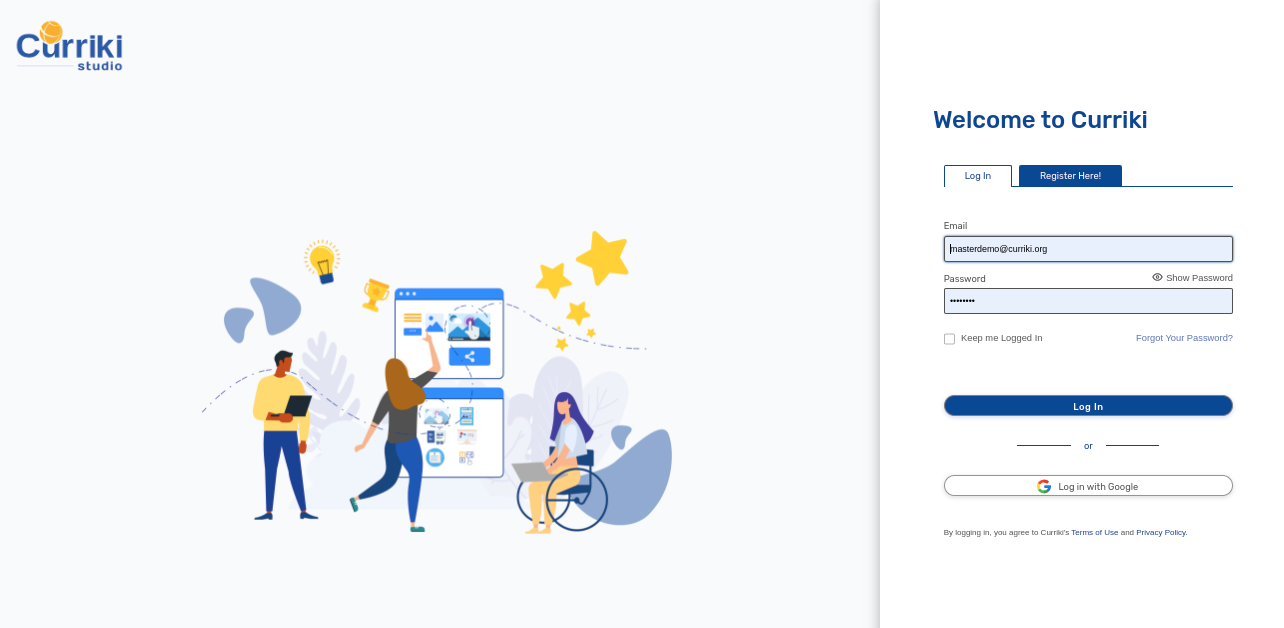 Curriki
studio
Welcome to Curriki
Log In
Register Here!
Email
masterdemo@curriki.org
Password
Show Password
••••••••
Keep me Logged In
Forgot Your Password?
Log In
or
Log in with Google
By logging in, you agree to Curriki's Terms of Use and Privacy Policy.